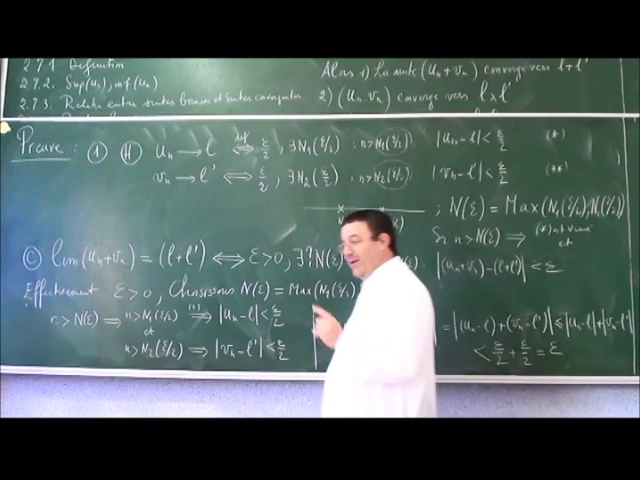 2.7.1. Définition
2.7.2. Sup(Un), inf(Un)
2.7.3. Relation entre suites bornées et suites convergentes
Alors 1) La suite (Un+Vn) converge vers l+l'
2) (Un.Vn) converge vers l×l'
Preuve : ① Ⓗ Un → l ⟺ def ε/2, ∃N1(ε/2) : n>N1(ε/2) |Un-l|<ε/2 (*)
Vn → l' ⟺ ε/2, ∃N2(ε/2) : n>N2(ε/2) |Vn-l'|<ε/2 (*)
; N(ε) = Max(N1(ε/2), N2(ε/2))
Si n>N(ε) ⟹
et
Ⓒ Lim(Un+Vn) = (l+l') ⟺ ε>0, ∃?N(ε)
|(Un+Vn)-(l+l')| < ε
Effectivement ε>0, Choisissons N(ε) = Max(N1(ε/2)
n>N(ε) ⟹ n>N1(ε/2) ⟹ |Un-l|<ε/2
et
n>N2(ε/2) ⟹ |Vn-l'|<ε/2
= |(Un-l)+(Vn-l')| ≤ |Un-l|+|Vn-l'|
< ε/2 + ε/2 = ε